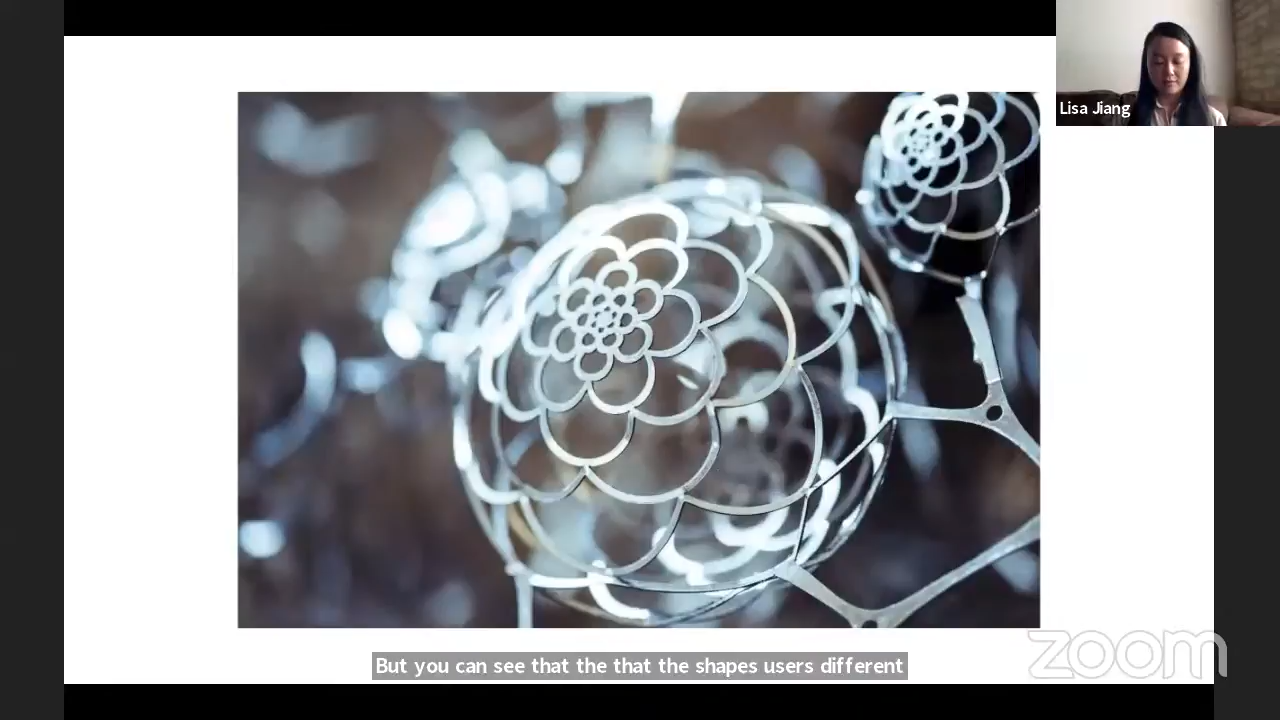 Lisa Jiang
But you can see that the that the shapes users different
zoom